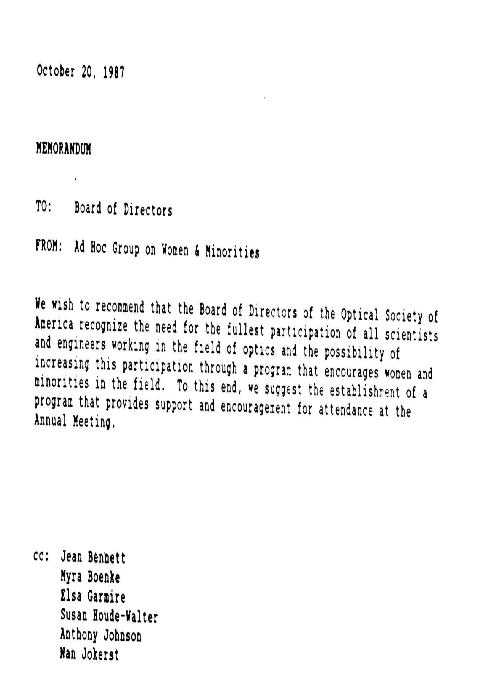 October 20, 1987
MEMORANDUM
TO: Board of Directors
FROM: Ad Hoc Group on Women & Minorities
We wish to recommend that the Board of Directors of the Optical Society of
America recognize the need for the fullest participation of all scientists
and engineers working in the field of optics and the possibility of
increasing this participation through a program that encourages women and
minorities in the field. To this end, we suggest the establishment of a
program that provides support and encouragement for attendance at the
Annual Meeting.
cc: Jean Bennett
Myra Boenke
Elsa Garmire
Susan Houde-Walter
Anthony Johnson
Nan Jokerst